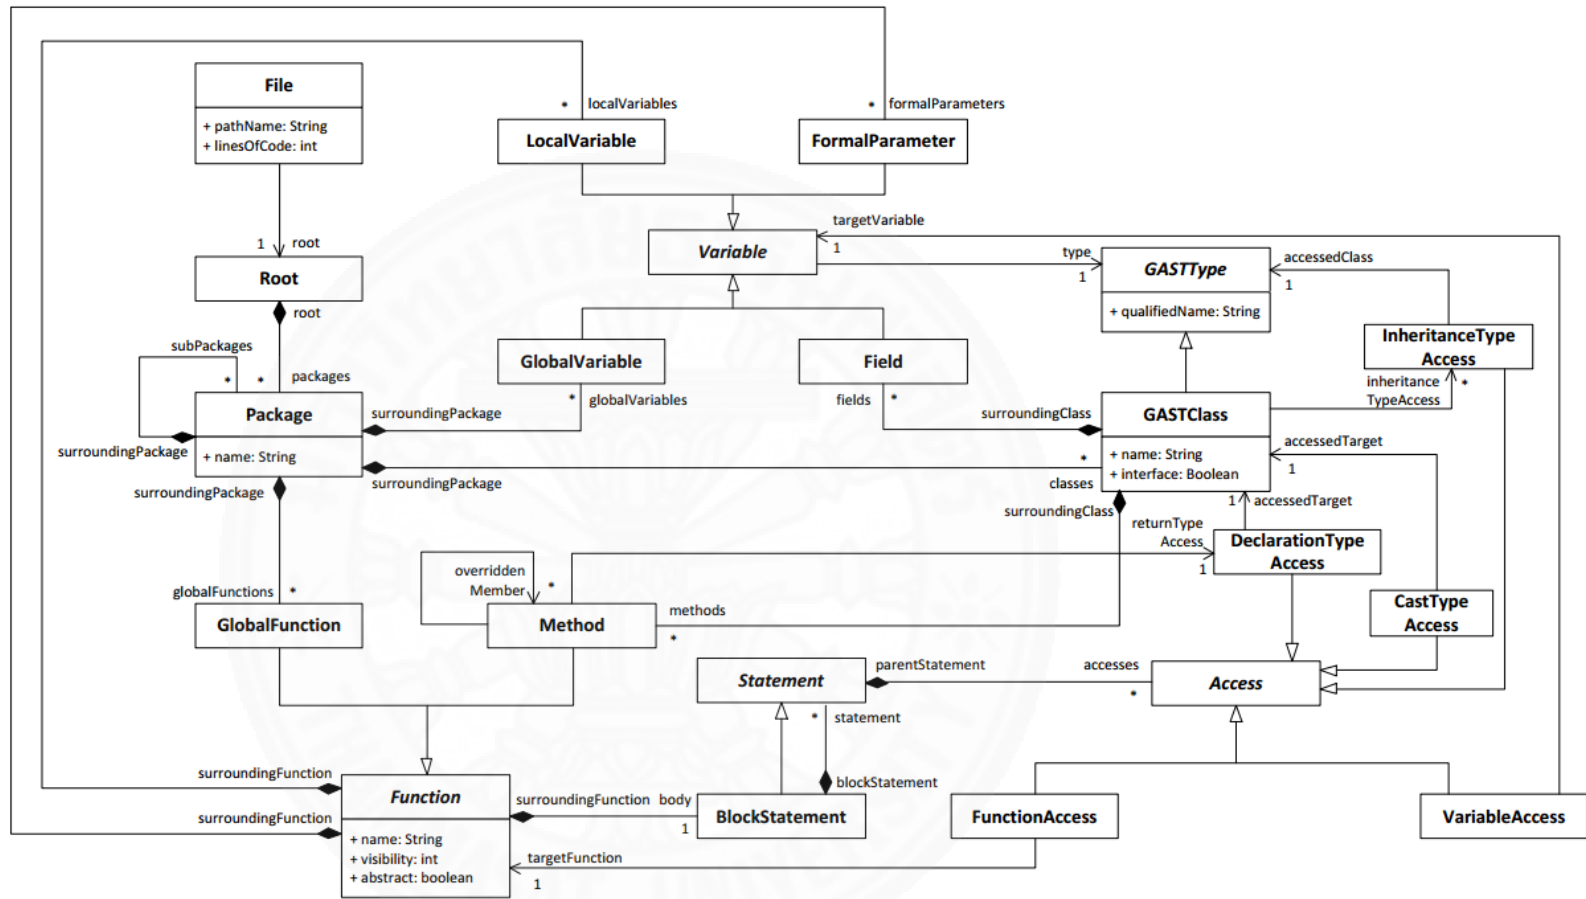 File
+ pathName: String
+ linesOfCode: int
* localVariables
* formalParameters
LocalVariable
FormalParameter
1 root
Root
root
targetVariable
1
Variable
type
1
GASTType
+ qualifiedName: String
accessedClass
1
InheritanceType
Access
subPackages
*
* packages
GlobalVariable
Field
* globalVariables
fields *
inheritance
TypeAccess
*
Package
+ name: String
surroundingPackage
surroundingPackage
surroundingPackage
surroundingPackage
surroundingClass
GASTClass
+ name: String
+ interface: Boolean
accessedTarget
1
*
classes
surroundingClass
1 accessedTarget
returnType
Access
1
DeclarationType
Access
overridden
Member
*
globalFunctions *
GlobalFunction
Method
methods
*
CastType
Access
Statement
parentStatement
accesses
*
Access
* statement
blockStatement
surroundingFunction
surroundingFunction
Function
+ name: String
+ visibility: int
+ abstract: boolean
surroundingFunction body
1
BlockStatement
FunctionAccess
VariableAccess
targetFunction
1